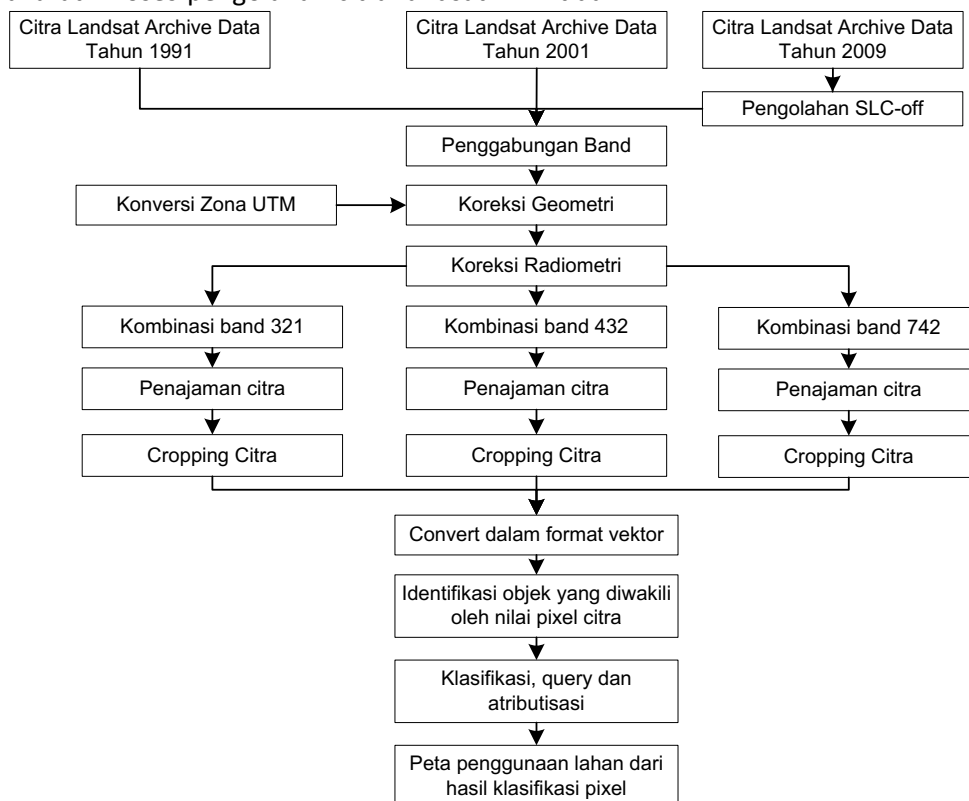 Citra Landsat Archive Data
Tahun 1991
Citra Landsat Archive Data
Tahun 2001
Citra Landsat Archive Data
Tahun 2009
Pengolahan SLC-off
Penggabungan Band
Konversi Zona UTM
Koreksi Geometri
Koreksi Radiometri
Kombinasi band 321
Kombinasi band 432
Kombinasi band 742
Penajaman citra
Penajaman citra
Penajaman citra
Cropping Citra
Cropping Citra
Cropping Citra
Convert dalam format vektor
Identifikasi objek yang diwakili
oleh nilai pixel citra
Klasifikasi, query dan
atributisasi
Peta penggunaan lahan dari
hasil klasifikasi pixel